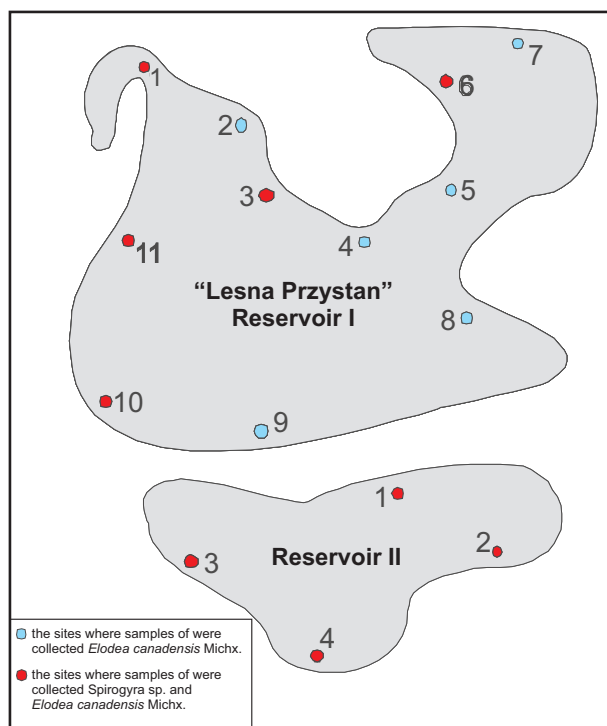 1
7
6
2
3
5
4
11
"Lesna Przystan"
Reservoir I
8
10
9
1
2
3
Reservoir II
4
the sites where samples of were
collected Elodea canadensis Michx.
the sites where samples of were
collected Spirogyra sp. and
Elodea canadensis Michx.